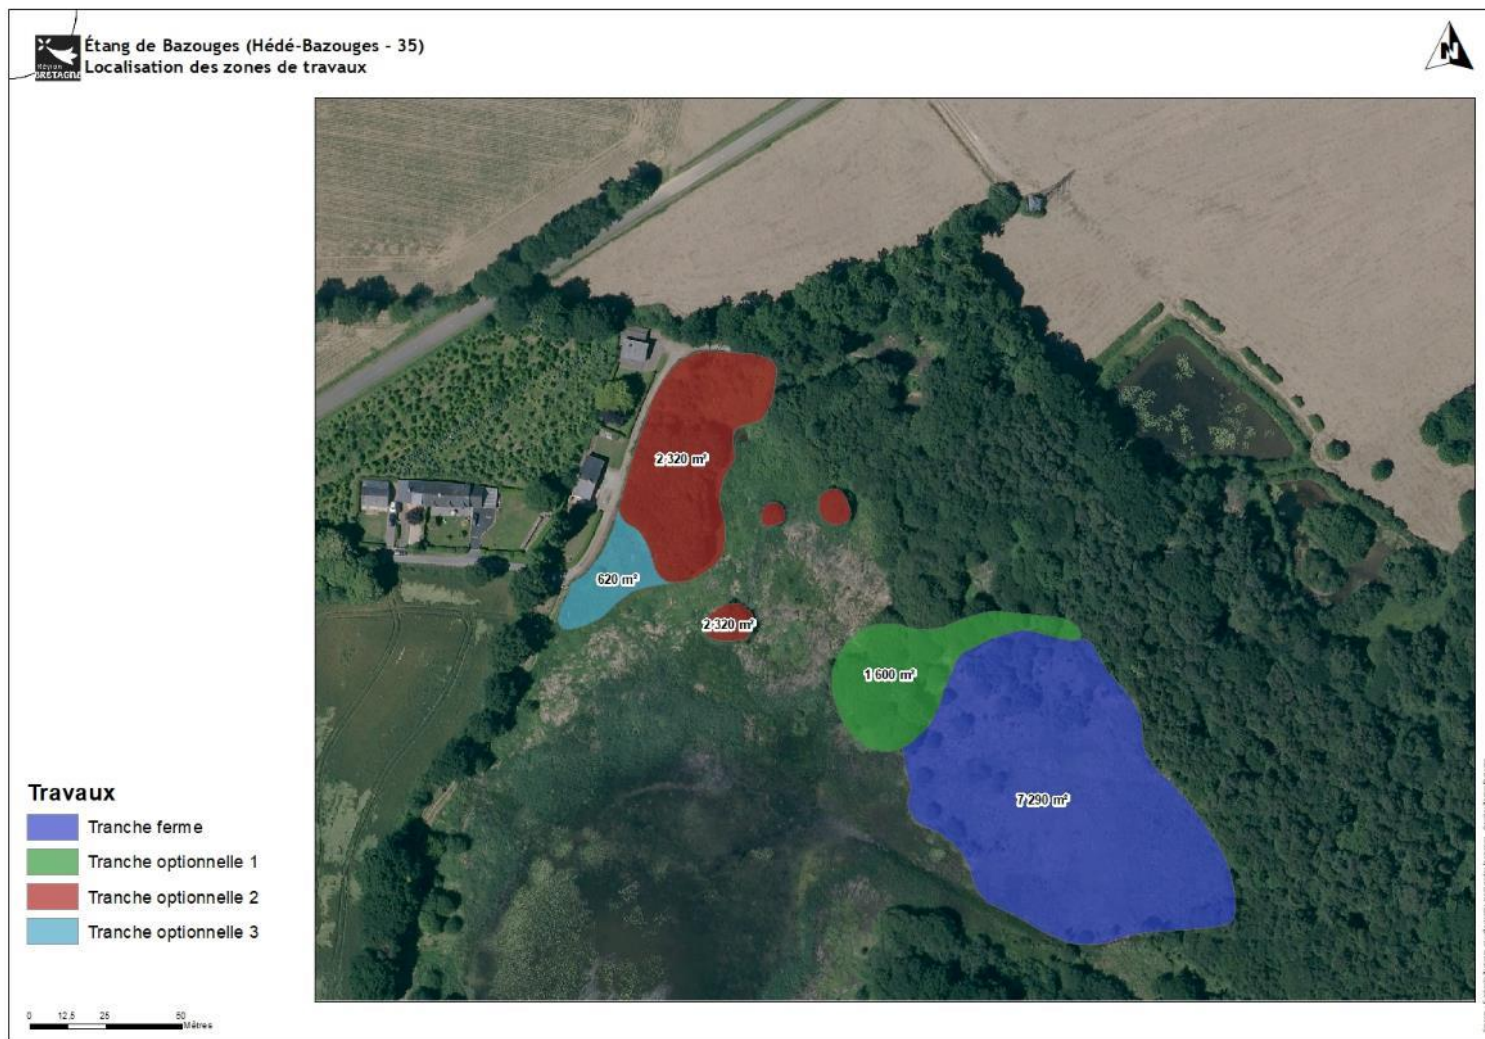 Étang de Bazouges (Hédé-Bazouges - 35)
Localisation des zones de travaux
Région
BRETAGNE
N
2 320 m²
620 m²
2 320 m²
1 600 m²
7 290 m²
Travaux
Tranche ferme
Tranche optionnelle 1
Tranche optionnelle 2
Tranche optionnelle 3
0 12,5 25 50
Mètres